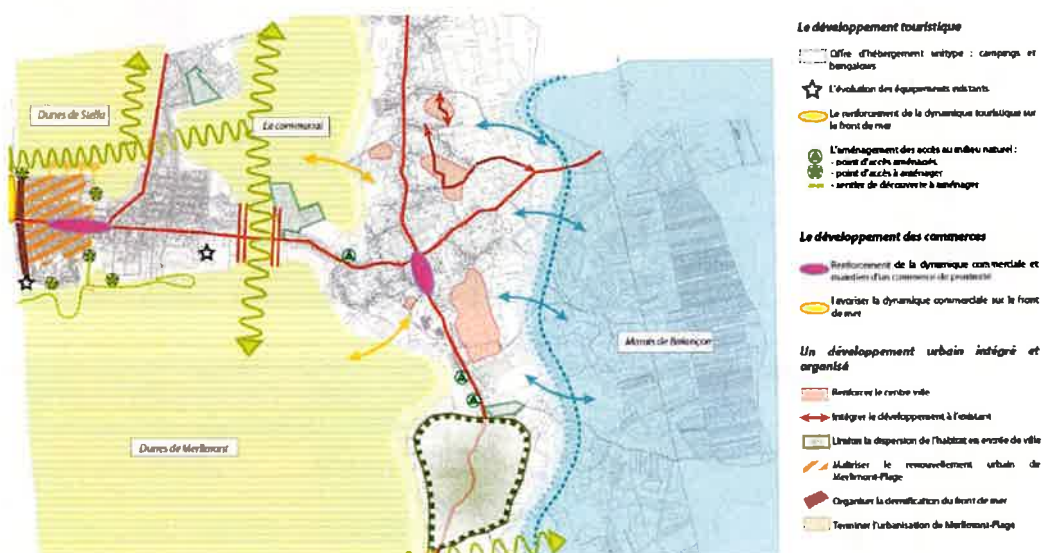 Dunes de Stella
Le communal
Dunes de Merlimont
Marais de Balançon
Le développement touristique
Offre d'hébergement unitype : campings et
bungalows
L'évolution des équipements existants
Le renforcement de la dynamique touristique sur
le front de mer
L'aménagement des accès au milieu naturel :
- point d'accès aménagés
- point d'accès à aménager
- sentier de découverte à aménager
Le développement des commerces
Renforcement de la dynamique commerciale et
maintien d'un commerce de proximité
Favoriser la dynamique commerciale sur le front
de mer
Un développement urbain intégré et
organisé
Renforcer le centre ville
Intégrer le développement à l'existant
Limiter la dispersion de l'habitat en entrée de ville
Maîtriser le renouvellement urbain de
Merlimont-Plage
Organiser la densification du front de mer
Terminer l'urbanisation de Merlimont-Plage